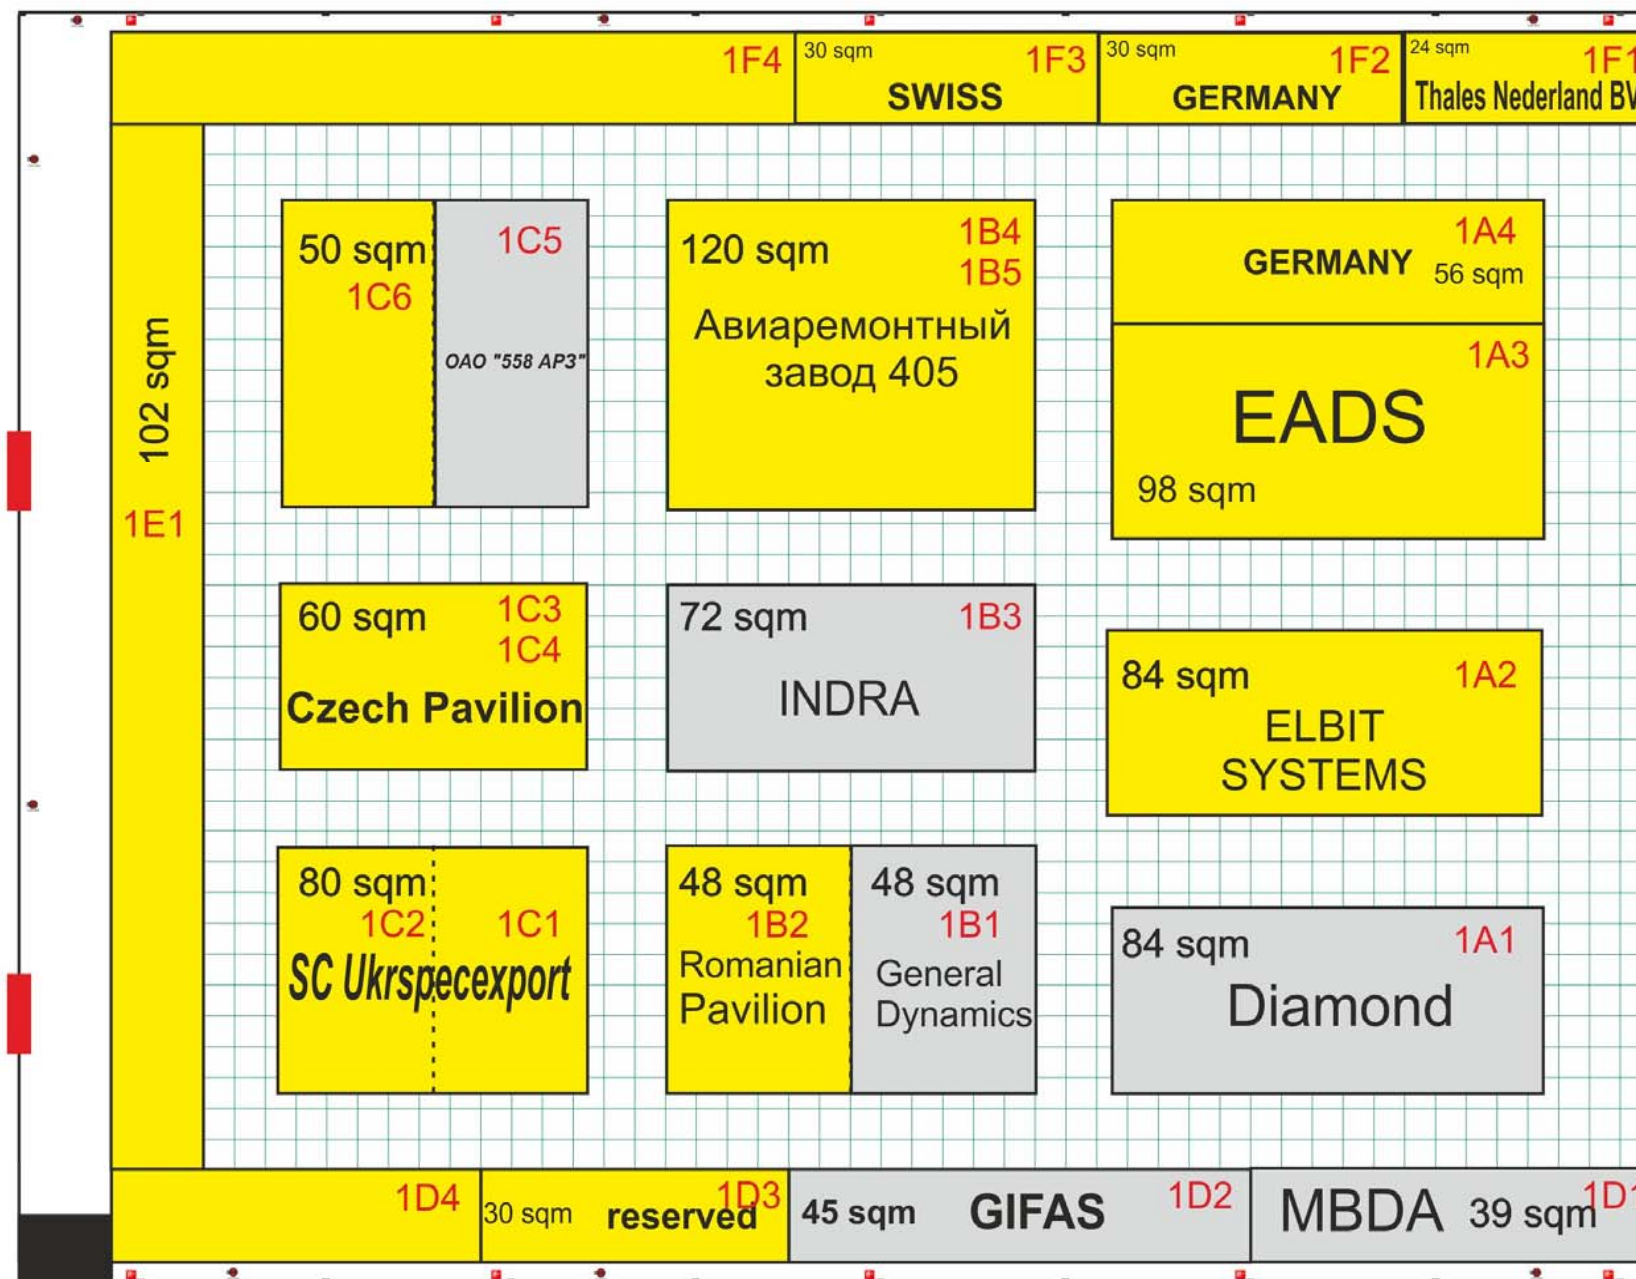 1F4
30 sqm 1F3
SWISS
30 sqm 1F2
GERMANY
24 sqm 1F1
Thales Nederland BV
102 sqm
1E1
50 sqm
1C6
1C5
ОАО "558 АРЗ"
120 sqm 1B4
1B5
Авиаремонтный
завод 405
1A4
GERMANY 56 sqm
1A3
EADS
98 sqm
60 sqm 1C3
1C4
Czech Pavilion
72 sqm 1B3
INDRA
84 sqm 1A2
ELBIT
SYSTEMS
80 sqm
1C2 1C1
SC Ukrspecexport
48 sqm
1B2
Romanian
Pavilion
48 sqm
1B1
General
Dynamics
84 sqm 1A1
Diamond
1D4
30 sqm reserved 1D3
45 sqm GIFAS 1D2
MBDA 39 sqm 1D1